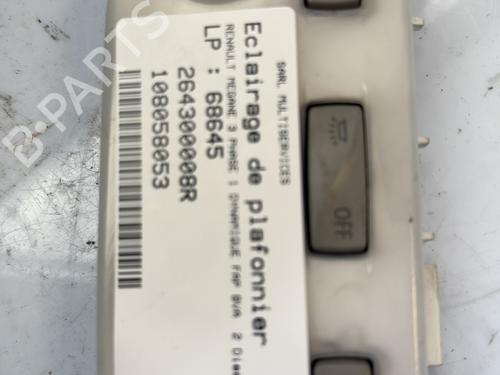 SARL MULTISERVICES
Eclairage de plafonnier
RENAULT MEGANE 3 PHASE 1 DYNAMIQUE FAP BVA 2
LP : 68645
264300008R
108058053
OFF
B-PARTS